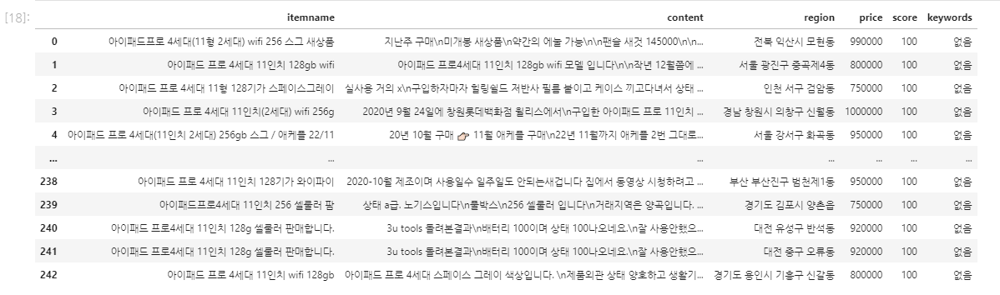 [18]:
itemname content region price score keywords
0 아이패드프로 4세대(11형 2세대) wifi 256 스그 새상품 지난주 구매\n미개봉 새상품\n약간의 에눌 가능\n\n팬슬 새것 145000\n\n... 전북 익산시 모현동 990000 100 없음
1 아이패드 프로 4세대 11인치 128gb wifi 아이패드프로 4세대 11인치 128gb wifi 모델 입니다\n\n작년 12월쯤에 ... 서울 광진구 중곡제4동 800000 100 없음
2 아이패드 프로 4세대 11형 128기가 스페이스그레이 실사용 거의 x\n구입하자마자 힐링쉴드 저반사 필름 붙이고 케이스 끼고다녀서 상태 ... 인천 서구 검암동 750000 100 없음
3 아이패드 프로 4세대 11인치(2세대) wifi 256g 2020년 9월 24일에 창원롯데백화점 윌리스에서\n구입한 아이패드 프로 11인치 ... 경남 창원시 의창구 신월동 1000000 100 없음
4 아이패드 프로 4세대(11인치 2세대) 256gb 스그 / 애케플 22/11 20년 10월 구매 👉🏻 11월 애케플 구매\n22년 11월까지 애케플 2번 그대로... 서울 강서구 화곡동 950000 100 없음
... ... ... ... ... ... ...
238 아이패드 프로 4세대 11인치 128기가 와이파이 2020-10월 제조이며 사용일수 일주일도 안되는새겁니다 집에서 동영상 시청하려고 ... 부산 부산진구 범천제1동 950000 100 없음
239 아이패드프로4세대 11인치 256 셀룰러 팜 상태 a급. 노기스입니다\n풀박스\n256 셀룰러 입니다\n거래지역은 양곡입니다. ... 경기도 김포시 양촌읍 750000 100 없음
240 아이패드 프로4세대 11인치 128g 셀룰러 판매합니다. 3u tools 돌려본결과\n배터리 100이며 상태 100나오네요.\n잘 사용안했으... 대전 유성구 반석동 920000 100 없음
241 아이패드 프로4세대 11인치 128g 셀룰러 판매합니다. 3u tools 돌려본결과\n배터리 100이며 상태 100나오네요.\n잘 사용안했으... 대전 중구 오류동 920000 100 없음
242 아이패드 프로 4세대 11인치 wifi 128gb 아이패드 프로 4세대 스페이스 그레이 색상입니다. \n제품외관 상태 양호하고 생활기... 경기도 용인시 기흥구 신갈동 800000 100 없음